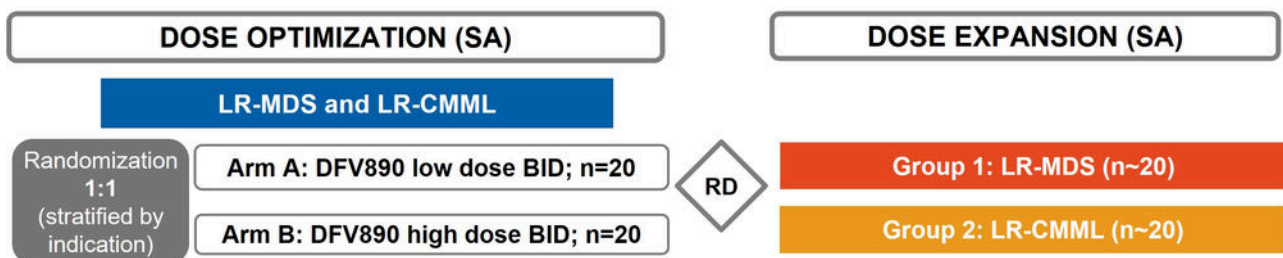 DOSE OPTIMIZATION (SA)
DOSE EXPANSION (SA)
LR-MDS and LR-CMML
Randomization
1:1
(stratified by
indication)
Arm A: DFV890 low dose BID; n=20
Arm B: DFV890 high dose BID; n=20
RD
Group 1: LR-MDS (n~20)
Group 2: LR-CMML (n~20)